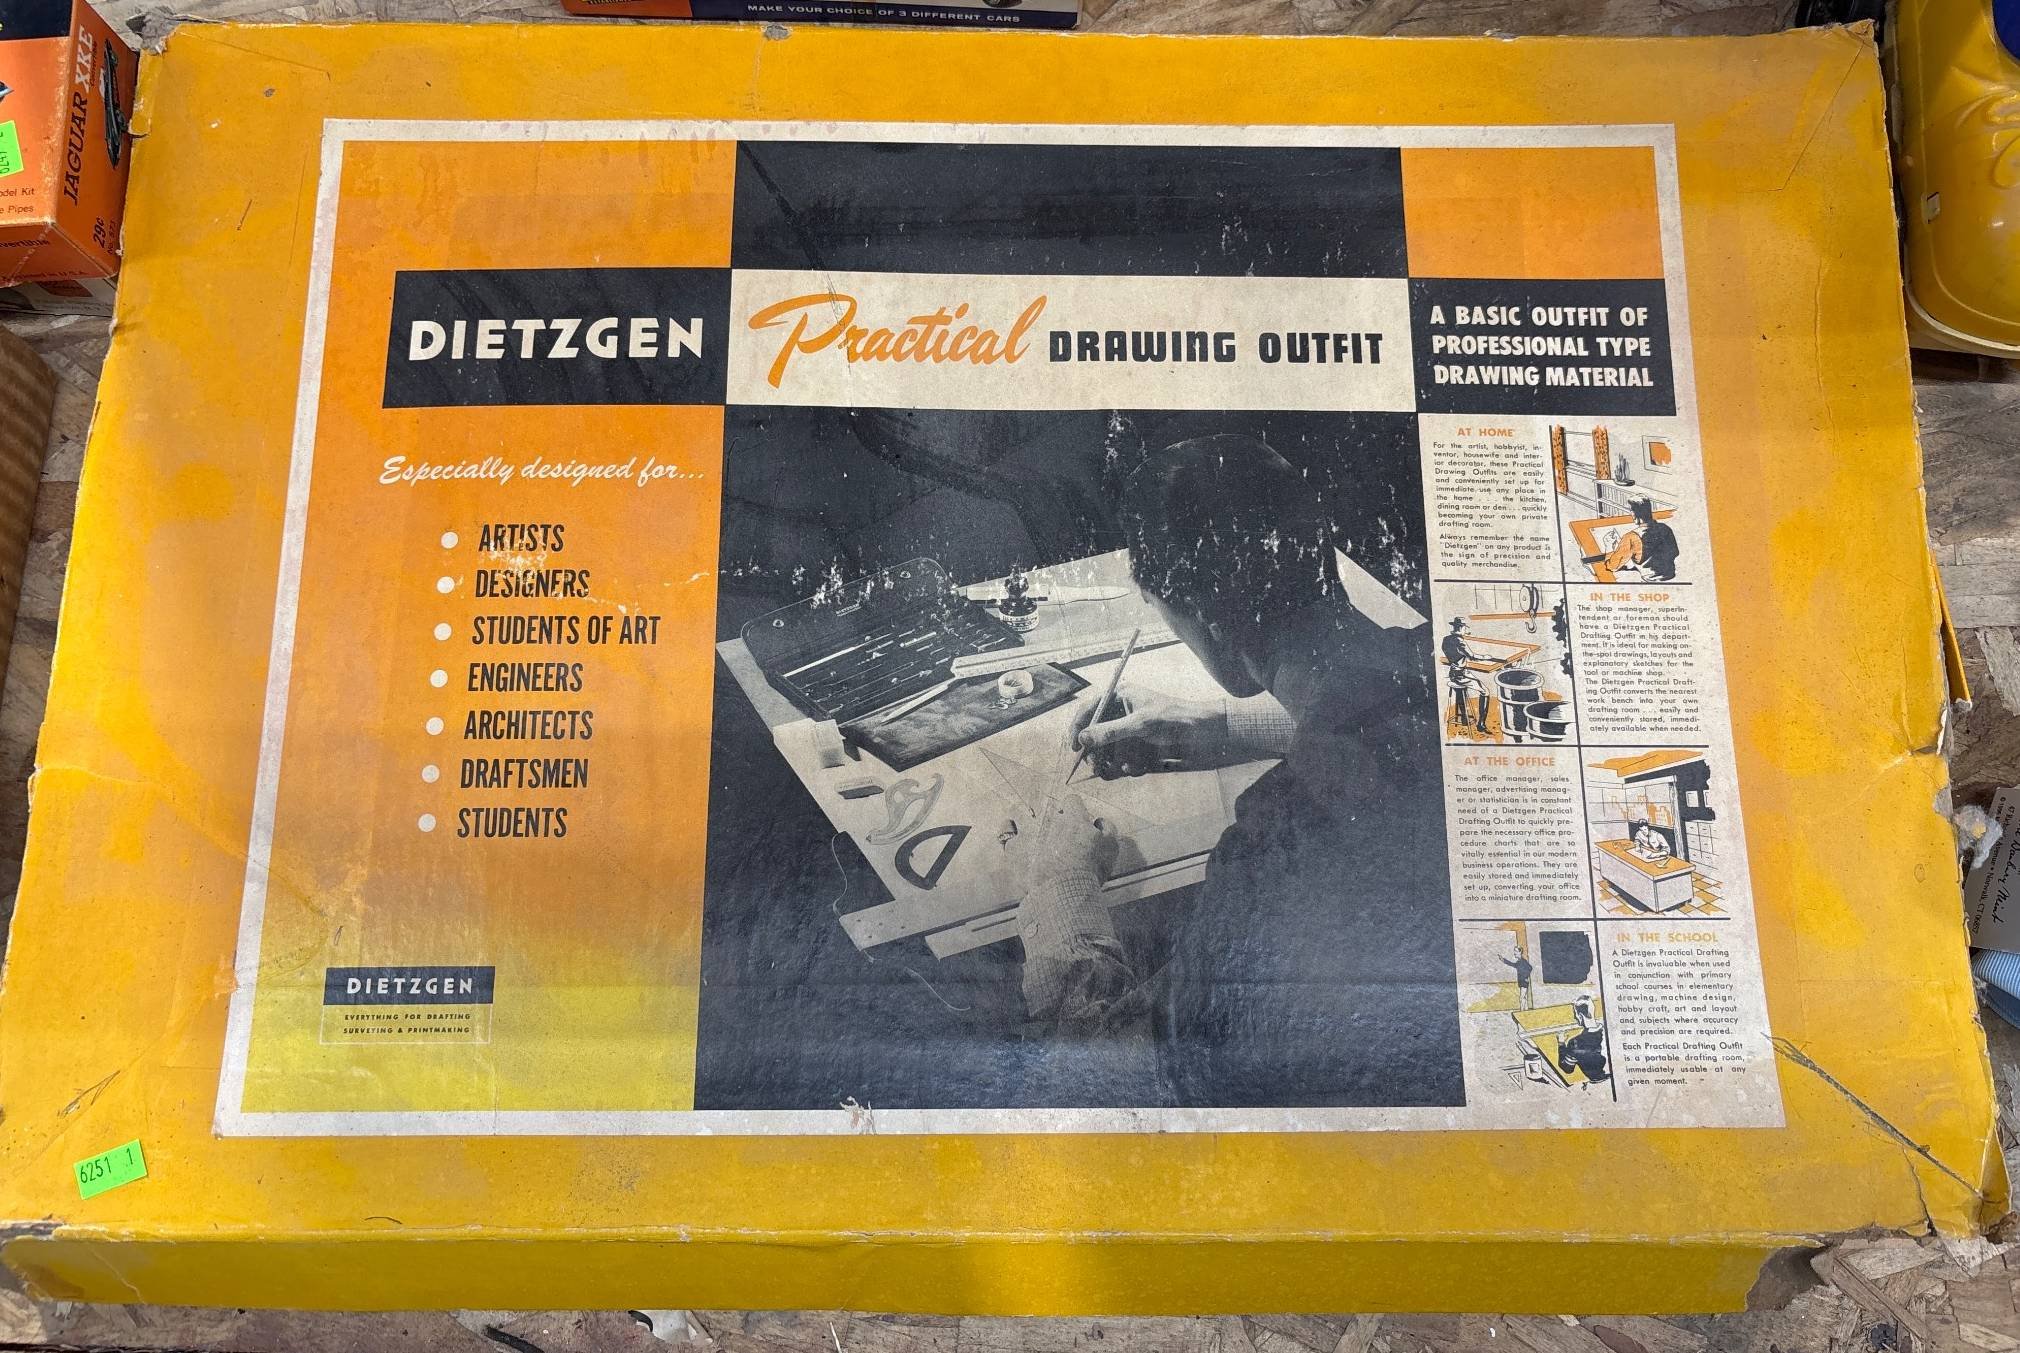 MAKE YOUR CHOICE OF 3 DIFFERENT CARS
JAGUAR XKE
29¢
Model Kit
Pipes
6251 1
DIETZGEN
Practical DRAWING OUTFIT
A BASIC OUTFIT OF
PROFESSIONAL TYPE
DRAWING MATERIAL
Especially designed for...
• ARTISTS
• DESIGNERS
• STUDENTS OF ART
• ENGINEERS
• ARCHITECTS
• DRAFTSMEN
• STUDENTS
DIETZGEN
EVERYTHING FOR DRAFTING
SURVEYING & PRINTMAKING
AT HOME
For the artist, hobbyist, in-
ventor, housewife and inter-
ior decorator, these Practical
Drawing Outfits are easily
and conveniently set up for
immediate use any place in
the home . . . the kitchen,
dining room or den . . . quickly
becoming your own private
drafting room.
Always remember the name
"Dietzgen" on any product is
the sign of precision and
quality merchandise.
IN THE SHOP
The shop manager, superin-
tendent or foreman should
have a Dietzgen Practical
Drafting Outfit in his depart-
ment. It is ideal for making on-
the-spot drawings, layouts and
explanatory sketches for the
tool or machine shop.
The Dietzgen Practical Draft-
ing Outfit converts the nearest
work bench into your own
drafting room . . . easily and
conveniently stored, immedi-
ately available when needed.
AT THE OFFICE
The office manager, sales
manager, advertising manag-
er or statistician is in constant
need of a Dietzgen Practical
Drafting Outfit to quickly pre-
pare the necessary office pro-
cedure charts that are so
vitally essential in our modern
business operations. They are
easily stored and immediately
set up, converting your office
into a miniature drafting room.
IN THE SCHOOL
A Dietzgen Practical Drafting
Outfit is invaluable when used
in conjunction with primary
school courses in elementary
drawing, machine design,
hobby craft, art and layout
and subjects where accuracy
and precision are required.
Each Practical Drafting Outfit
is a portable drafting room,
immediately usable at any
given moment.